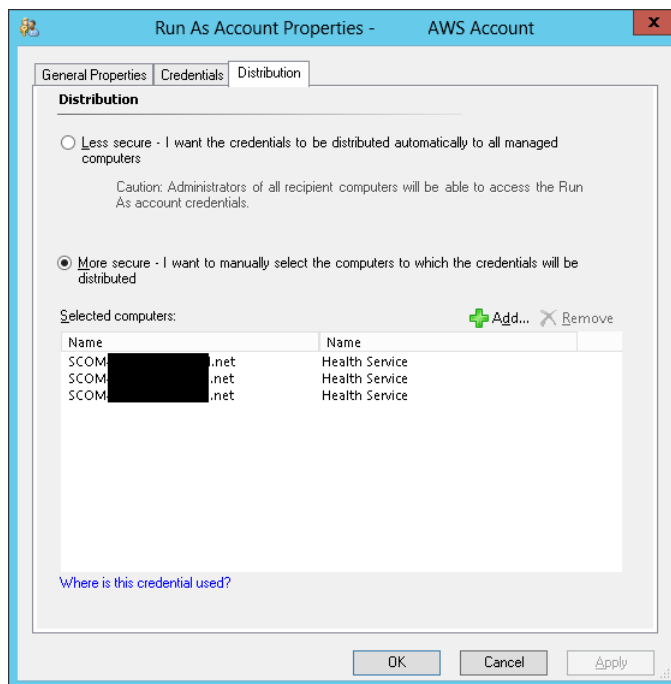 Run As Account Properties - AWS Account
x
General Properties Credentials Distribution
Distribution
Less secure - I want the credentials to be distributed automatically to all managed
computers
Caution: Administrators of all recipient computers will be able to access the Run
As account credentials.
More secure - I want to manually select the computers to which the credentials will be
distributed
Selected computers: Add... Remove
Name Name
SCOM- l.net Health Service
SCOM- .net Health Service
SCOM- .net Health Service
Where is this credential used?
OK Cancel Apply